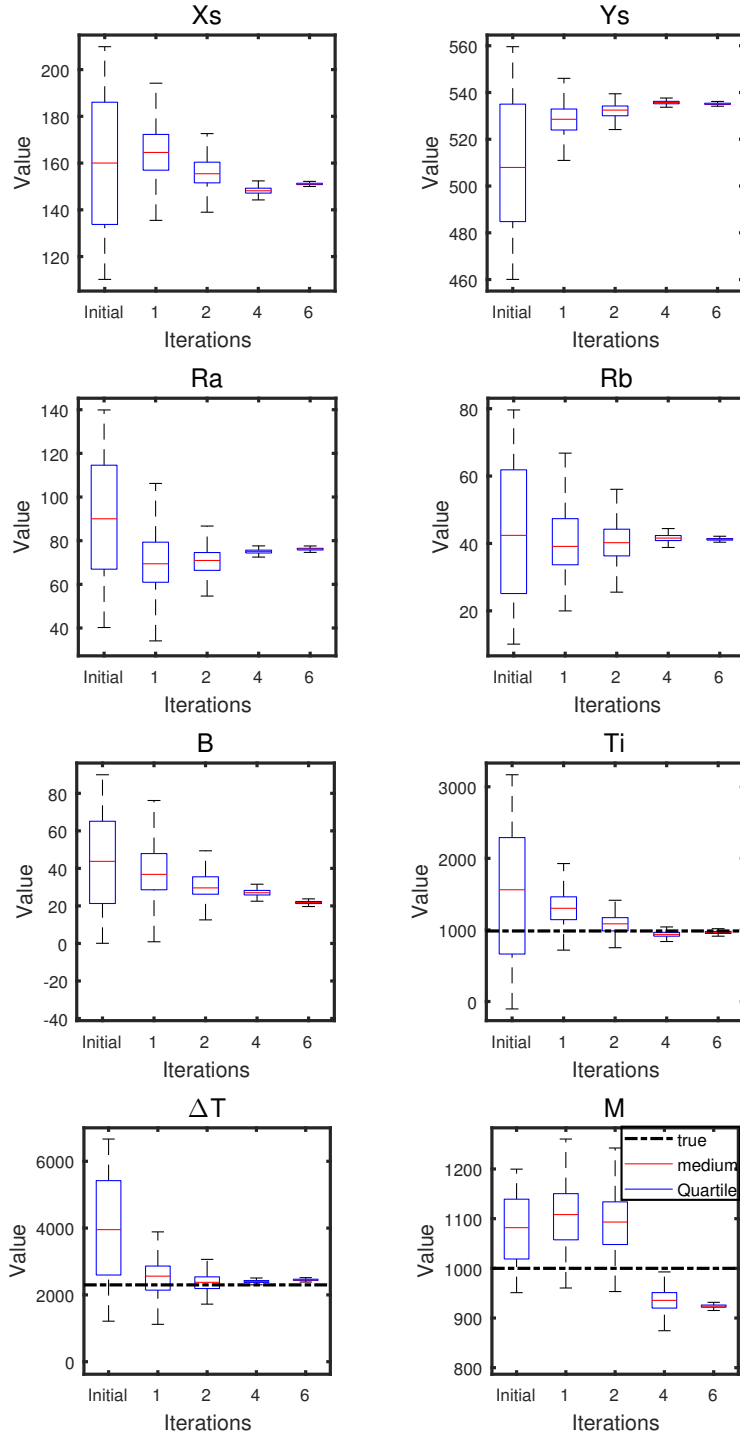 Xs
200
180
160
140
120
Value
Initial 1 2 4 6
Iterations
Ys
560
540
520
500
480
460
Value
Initial 1 2 4 6
Iterations
Ra
140
120
100
80
60
40
Value
Initial 1 2 4 6
Iterations
Rb
80
60
40
20
Value
Initial 1 2 4 6
Iterations
B
80
60
40
20
0
-20
-40
Value
Initial 1 2 4 6
Iterations
Ti
3000
2000
1000
0
Value
Initial 1 2 4 6
Iterations
ΔT
6000
4000
2000
0
Value
Initial 1 2 4 6
Iterations
M
true
medium
Quartile
1200
1100
1000
900
800
Value
Initial 1 2 4 6
Iterations